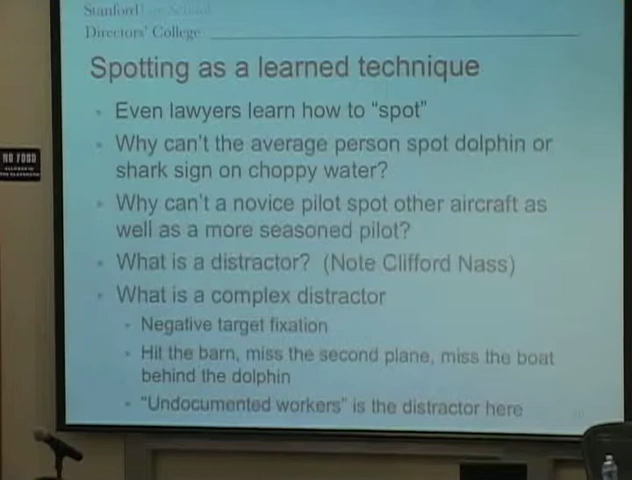 Stanford Law School
Directors' College
Spotting as a learned technique
Even lawyers learn how to "spot"
Why can't the average person spot dolphin or
shark sign on choppy water?
Why can't a novice pilot spot other aircraft as
well as a more seasoned pilot?
What is a distractor? (Note Clifford Nass)
What is a complex distractor
Negative target fixation
Hit the barn, miss the second plane, miss the boat
behind the dolphin
"Undocumented workers" is the distractor here
NO FOOD